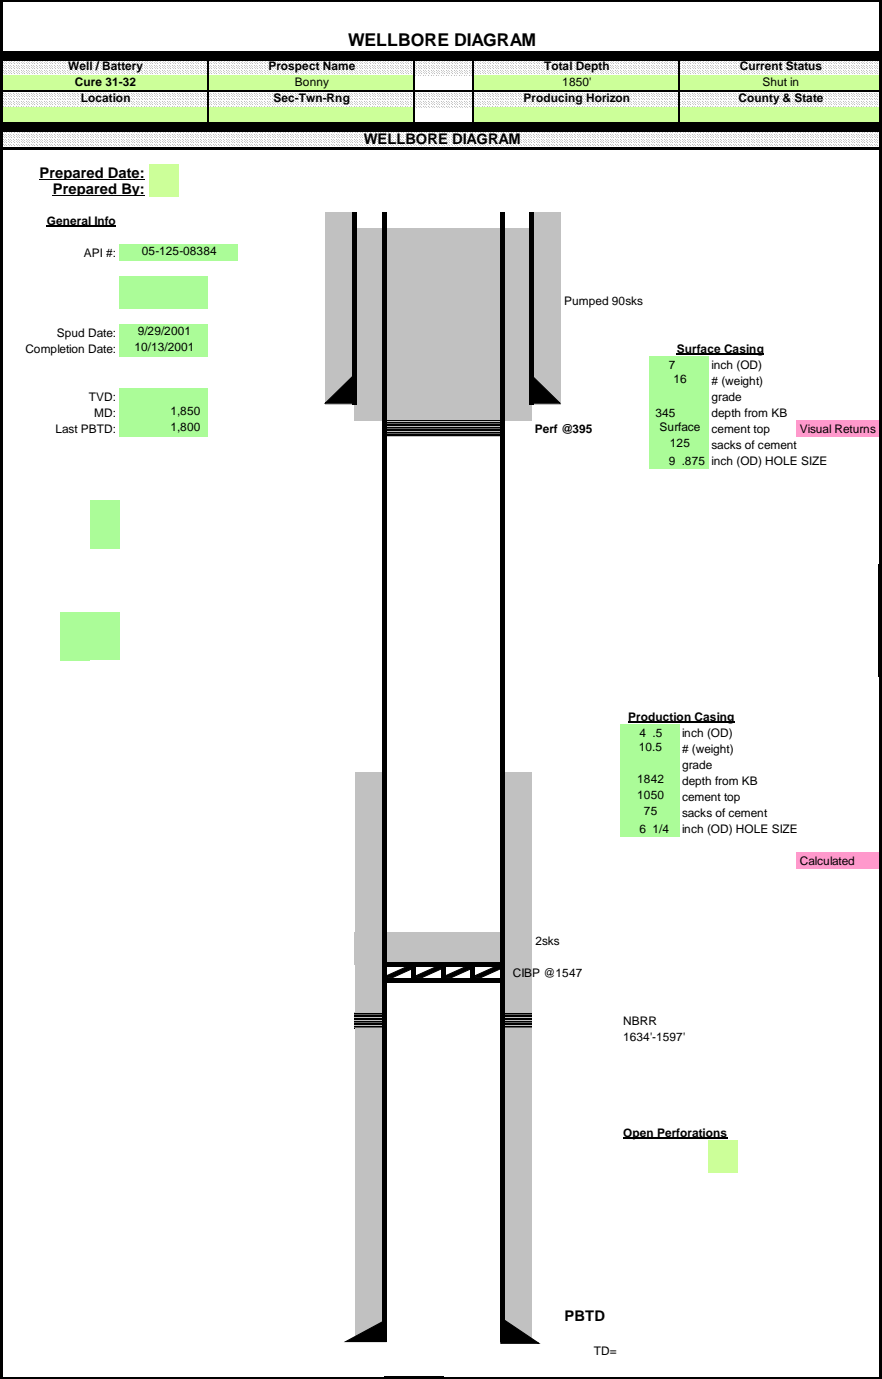 WELLBORE DIAGRAM
Well / Battery Prospect Name Total Depth Current Status
Cure 31-32 Bonny 1850' Shut in
Location Sec-Twn-Rng Producing Horizon County & State
WELLBORE DIAGRAM
Prepared Date:
Prepared By:
General Info
API #: 05-125-08384
Pumped 90sks
Spud Date: 9/29/2001
Completion Date: 10/13/2001
Surface Casing
7 inch (OD)
16 # (weight)
grade
345 depth from KB
Surface cement top Visual Returns
125 sacks of cement
9 .875 inch (OD) HOLE SIZE
TVD:
MD: 1,850
Last PBTD: 1,800
Perf @395
Production Casing
4 .5 inch (OD)
10.5 # (weight)
grade
1842 depth from KB
1050 cement top
75 sacks of cement
6 1/4 inch (OD) HOLE SIZE
Calculated
2sks
CIBP @1547
NBRR
1634'-1597'
Open Perforations
PBTD
TD=